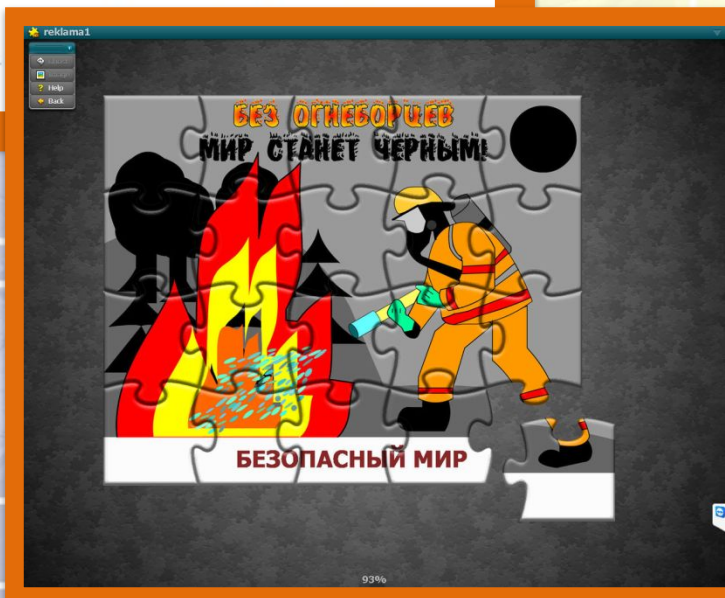 reklama1
Help
Back
БЕЗ ОГНЕБОРЦЕВ
МИР СТАНЕТ ЧЕРНЫМ!
БЕЗОПАСНЫЙ МИР
93%